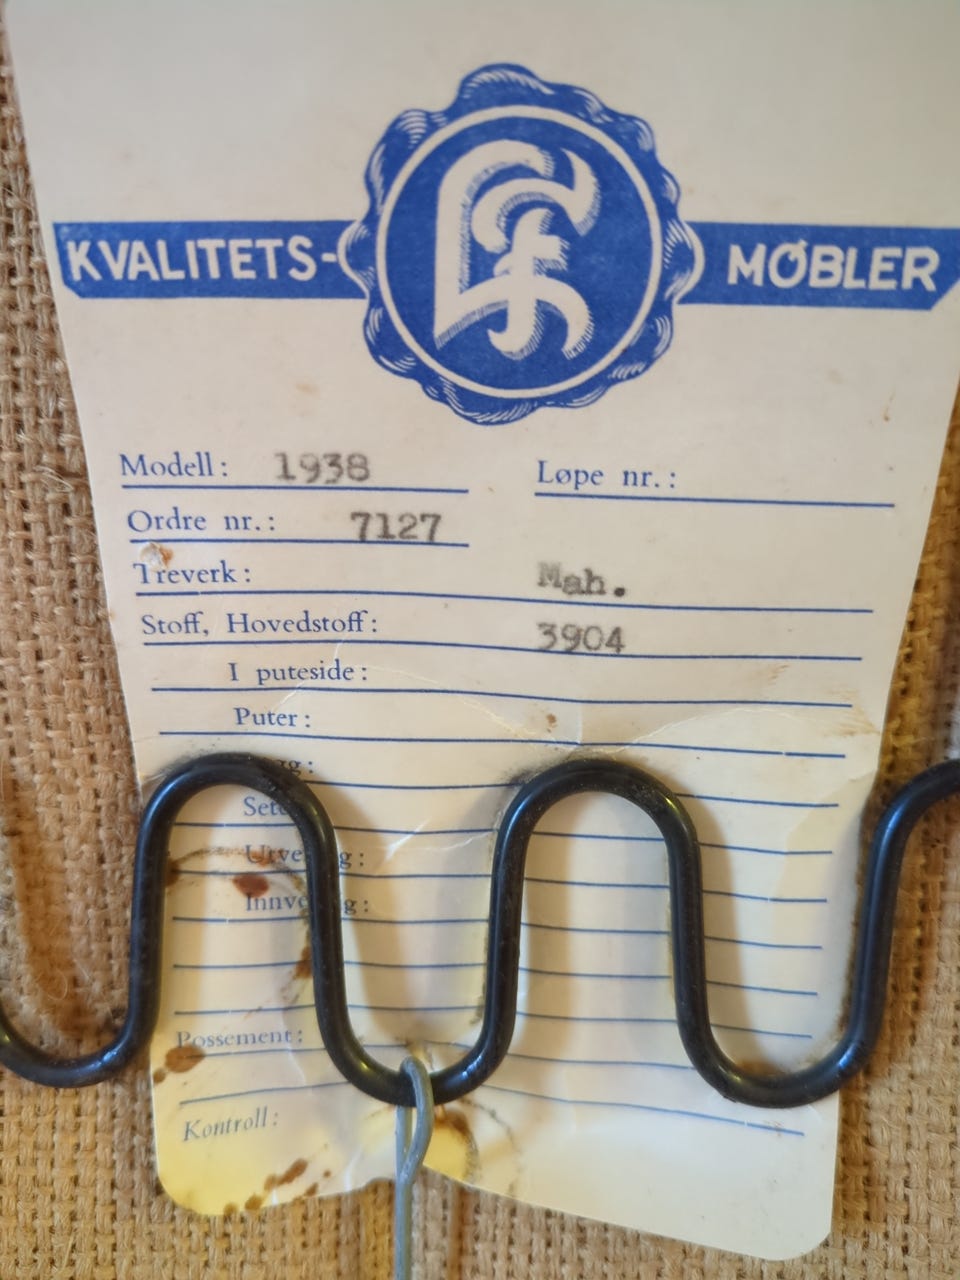 KVALITETS- MØBLER
Modell: 1938 Løpe nr.:
Ordre nr.: 7127
Treverk: Mah.
Stoff, Hovedstoff: 3904
I puteside:
Puter:
Possement:
Kontroll: